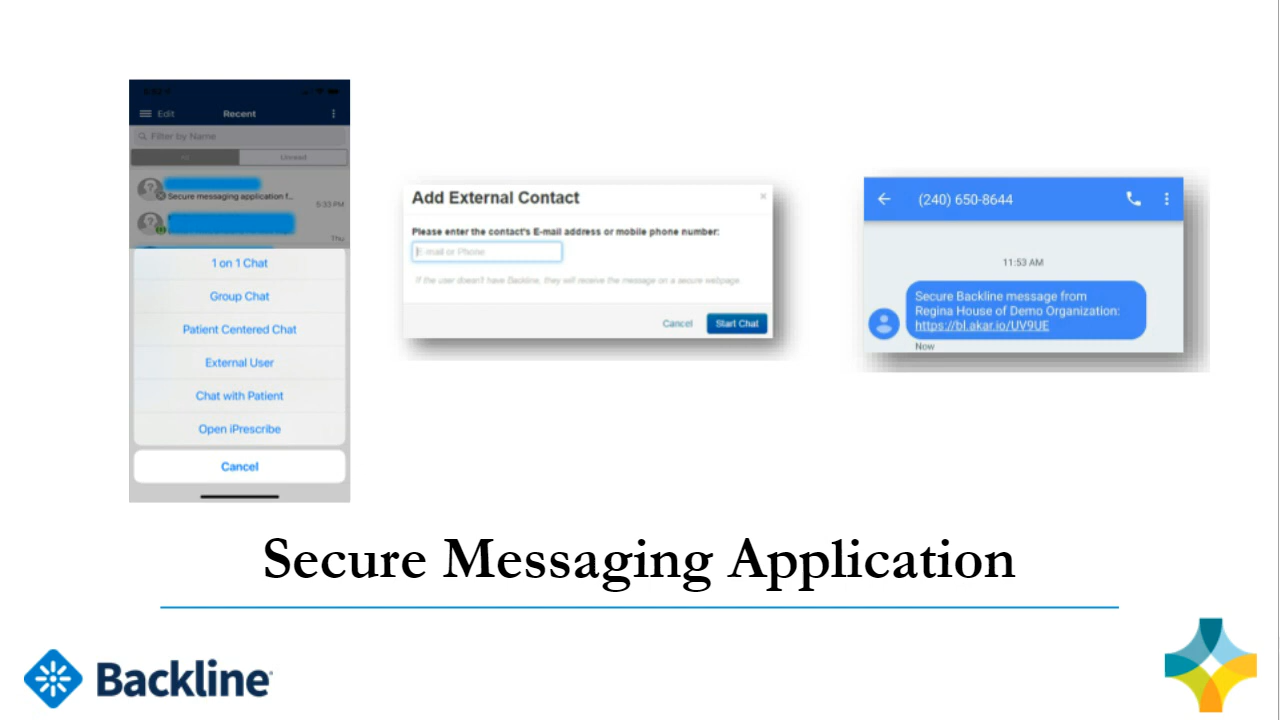 Edit
Recent
Filter by Name
All
Unread
Secure messaging application f...
5:33 PM
Thu
1 on 1 Chat
Group Chat
Patient Centered Chat
External User
Chat with Patient
Open iPrescribe
Cancel
Add External Contact
×
Please enter the contact's E-mail address or mobile phone number:
E-mail or Phone
If the user doesn't have Backline, they will receive the message on a secure webpage
Cancel
Start Chat
(240) 650-8644
11:53 AM
Secure Backline message from
Regina House of Demo Organization:
https://bl.akar.io/UV9UE
Now
Secure Messaging Application
Backline